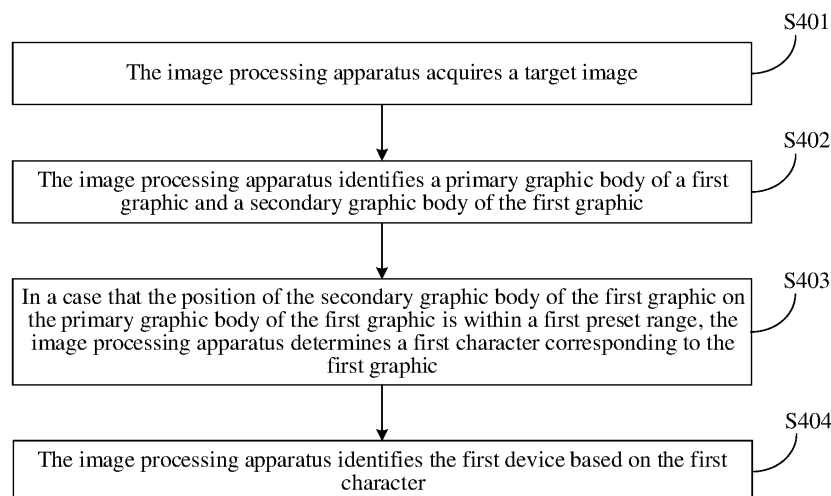 S401
The image processing apparatus acquires a target image
S402
The image processing apparatus identifies a primary graphic body of a first
graphic and a secondary graphic body of the first graphic
S403
In a case that the position of the secondary graphic body of the first graphic on
the primary graphic body of the first graphic is within a first preset range, the
image processing apparatus determines a first character corresponding to the
first graphic
S404
The image processing apparatus identifies the first device based on the first
character